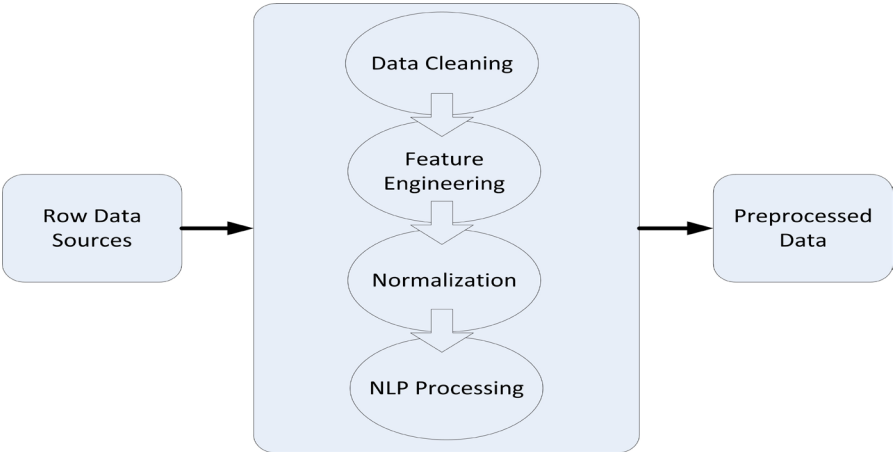 Row Data
Sources
Data Cleaning
Feature
Engineering
Normalization
NLP Processing
Preprocessed
Data